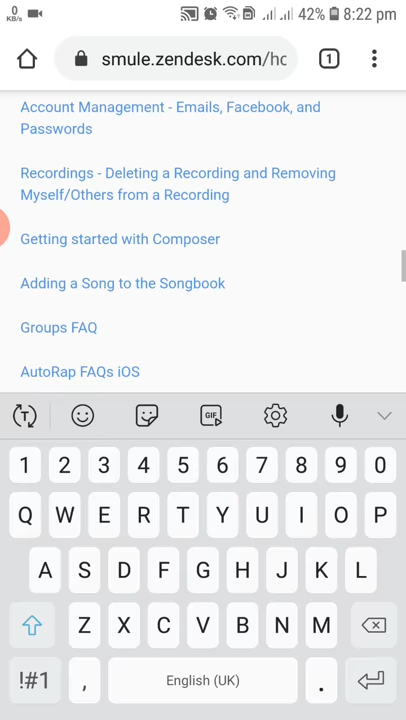 0
KB/s
42% 8:22 pm
smule.zendesk.com/hc
1
Account Management - Emails, Facebook, and
Passwords
Recordings - Deleting a Recording and Removing
Myself/Others from a Recording
Getting started with Composer
Adding a Song to the Songbook
Groups FAQ
AutoRap FAQs iOS
T
GIF
1 2 3 4 5 6 7 8 9 0
Q W E R T Y U I O P
A S D F G H J K L
Z X C V B N M
!#1 , English (UK) .